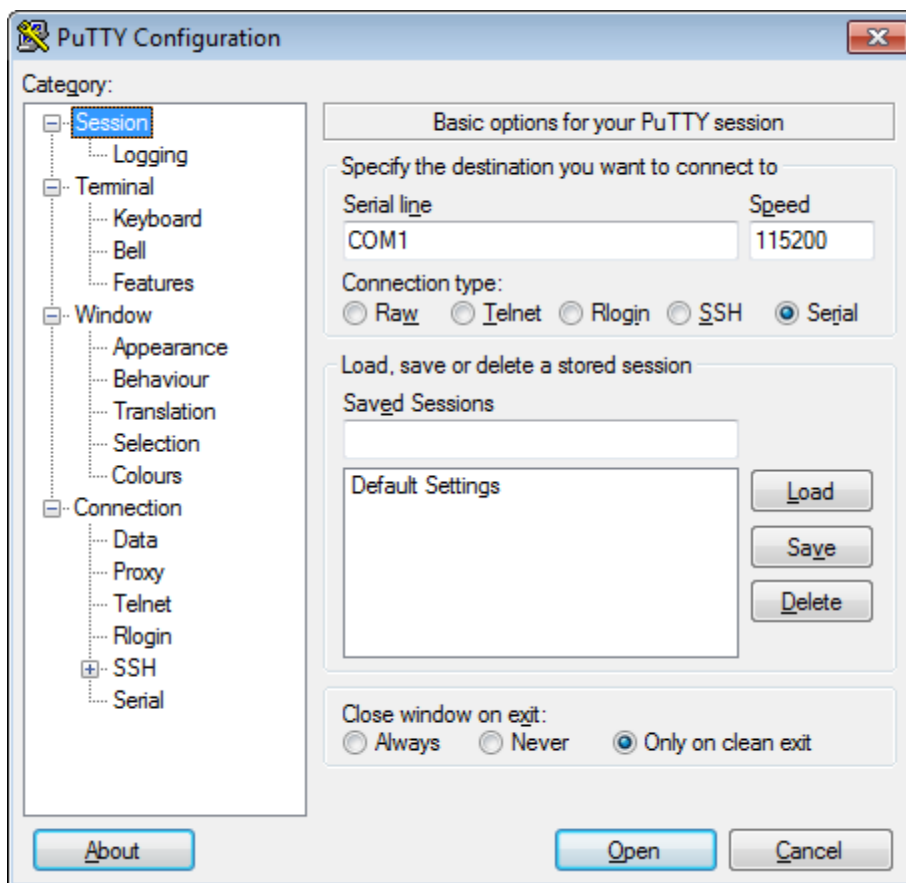 PuTTY Configuration
Category:
Session
Logging
Terminal
Keyboard
Bell
Features
Window
Appearance
Behaviour
Translation
Selection
Colours
Connection
Data
Proxy
Telnet
Rlogin
SSH
Serial
Basic options for your PuTTY session
Specify the destination you want to connect to
Serial line Speed
COM1 115200
Connection type:
Raw Telnet Rlogin SSH Serial
Load, save or delete a stored session
Saved Sessions
Default Settings
Load
Save
Delete
Close window on exit:
Always Never Only on clean exit
About Open Cancel